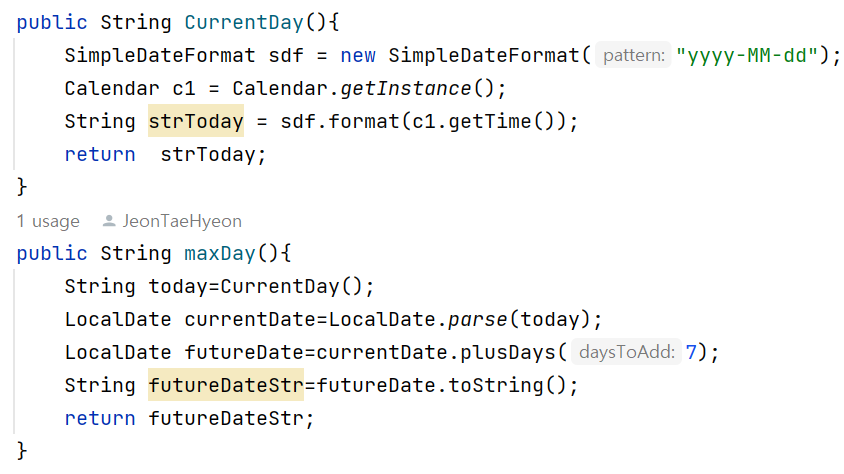 public String CurrentDay(){
    SimpleDateFormat sdf = new SimpleDateFormat( pattern: "yyyy-MM-dd");
    Calendar c1 = Calendar.getInstance();
    String strToday = sdf.format(c1.getTime());
    return  strToday;
}
1 usage JeonTaeHyeon
public String maxDay(){
    String today=CurrentDay();
    LocalDate currentDate=LocalDate.parse(today);
    LocalDate futureDate=currentDate.plusDays( daysToAdd: 7);
    String futureDateStr=futureDate.toString();
    return futureDateStr;
}